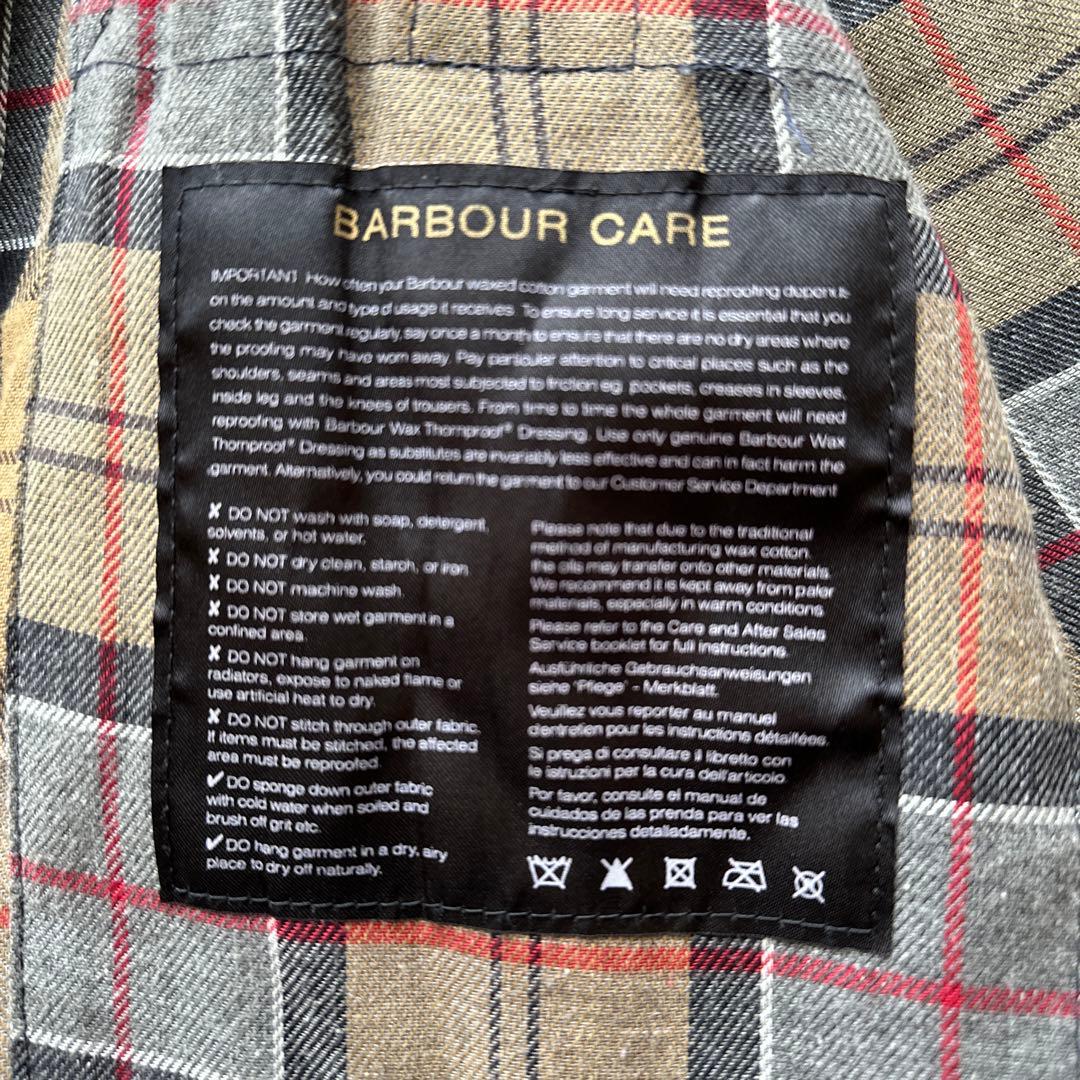 BARBOUR CARE
IMPORTANT How often your Barbour waxed cotton garment will need reproofing
on the amount and type of usage it receives. To ensure long service it is essential that you
check the garment regularly, say once a month to ensure that there are no dry areas where
the proofing may have worn away. Pay particular attention to critical places such as the
shoulders, seams and areas most subjected to friction eg. pockets, creases in sleeves,
inside leg and the knees of trousers. From time to time the whole garment will need
reproofing with Barbour Wax Thornproof® Dressing. Use only genuine Barbour Wax
Thornproof® Dressing as substitutes are invariably less effective and can in fact harm the
garment. Alternatively, you could return the garment to our Customer Service Department
✗ DO NOT wash with soap, detergent,
solvents, or hot water.
✗ DO NOT dry clean, starch, or iron
✗ DO NOT machine wash.
✗ DO NOT store wet garment in a
confined area.
✗ DO NOT hang garment on
radiators, expose to naked flame or
use artificial heat to dry.
✗ DO NOT stitch through outer fabric.
If items must be stitched, the affected
area must be reproofed.
✓ DO sponge down outer fabric
with cold water when soiled and
brush off grit etc.
✓ DO hang garment in a dry, airy
place to dry off naturally.
Please note that due to the traditional
method of manufacturing wax cotton,
the oils may transfer onto other materials.
We recommend it is kept away from paler
materials, especially in warm conditions
Please refer to the Care and After Sales
Service booklet for full instructions.
Ausführliche Gebrauchsanweisungen
siehe "Pflege" - Merkblatt.
Veuillez vous reporter au manuel
d'entretien pour les instructions détaillées.
Si prega di consultare il libretto con
le istruzioni per la cura dell'articolo
Por favor, consulte el manual de
cuidados de las prenda para ver las
instrucciones detalladamente.